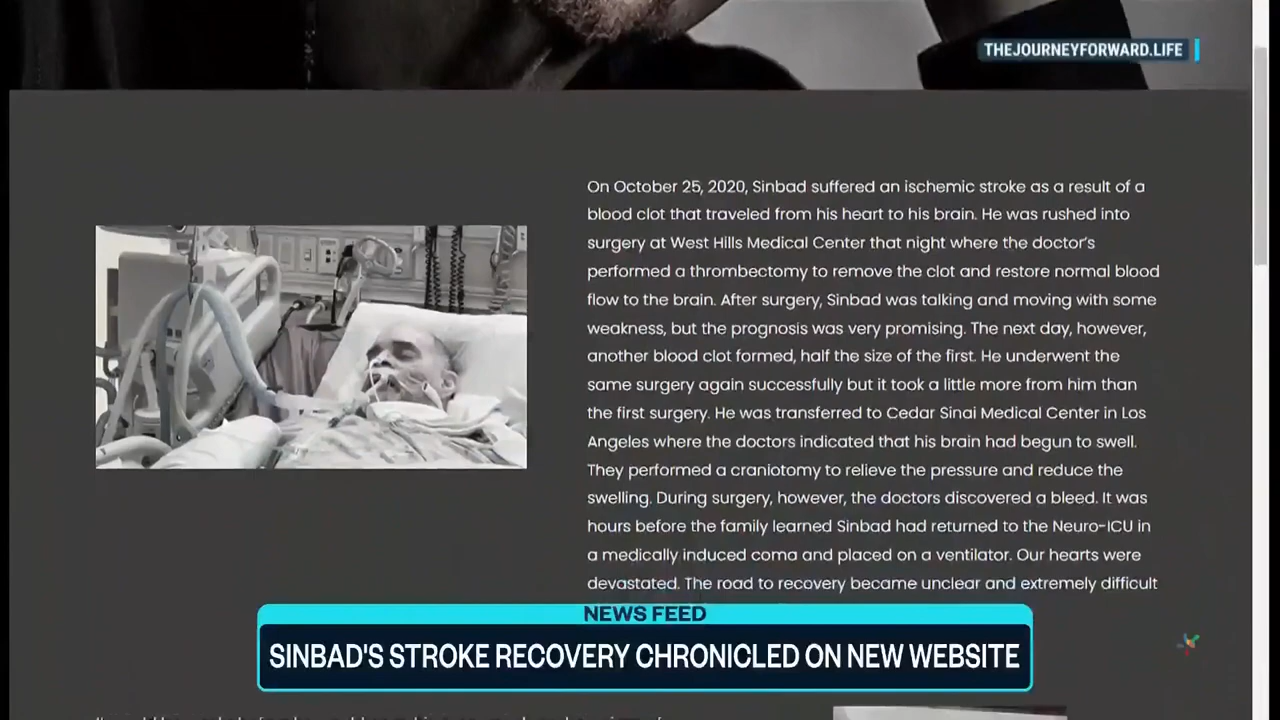 THEJOURNEYFORWARD.LIFE
On October 25, 2020, Sinbad suffered an ischemic stroke as a result of a
blood clot that traveled from his heart to his brain. He was rushed into
surgery at West Hills Medical Center that night where the doctor's
performed a thrombectomy to remove the clot and restore normal blood
flow to the brain. After surgery, Sinbad was talking and moving with some
weakness, but the prognosis was very promising. The next day, however,
another blood clot formed, half the size of the first. He underwent the
same surgery again successfully but it took a little more from him than
the first surgery. He was transferred to Cedar Sinai Medical Center in Los
Angeles where the doctors indicated that his brain had begun to swell.
They performed a craniotomy to relieve the pressure and reduce the
swelling. During surgery, however, the doctors discovered a bleed. It was
hours before the family learned Sinbad had returned to the Neuro-ICU in
a medically induced coma and placed on a ventilator. Our hearts were
devastated. The road to recovery became unclear and extremely difficult
NEWS FEED
SINBAD'S STROKE RECOVERY CHRONICLED ON NEW WEBSITE